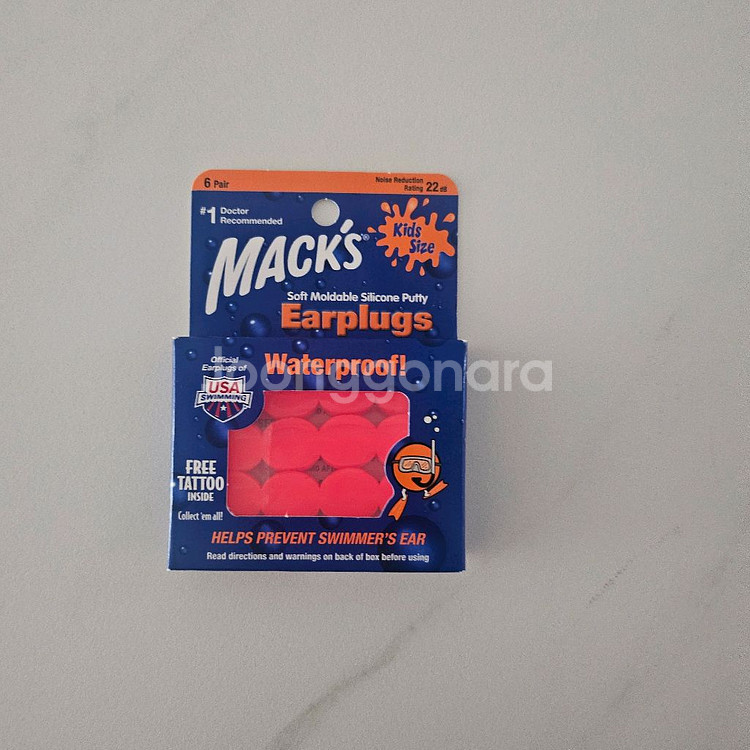 6 Pair
Noise Reduction
Rating 22 dB
#1 Doctor
Recommended
Kids
Size
MACK'S®
Soft Moldable Silicone Putty
Earplugs
Official
Earplugs of
USA
SWIMMING
Waterproof!
joonggonara
FREE
TATTOO
INSIDE
Collect 'em all!
HELPS PREVENT SWIMMER'S EAR
Read directions and warnings on back of box before using